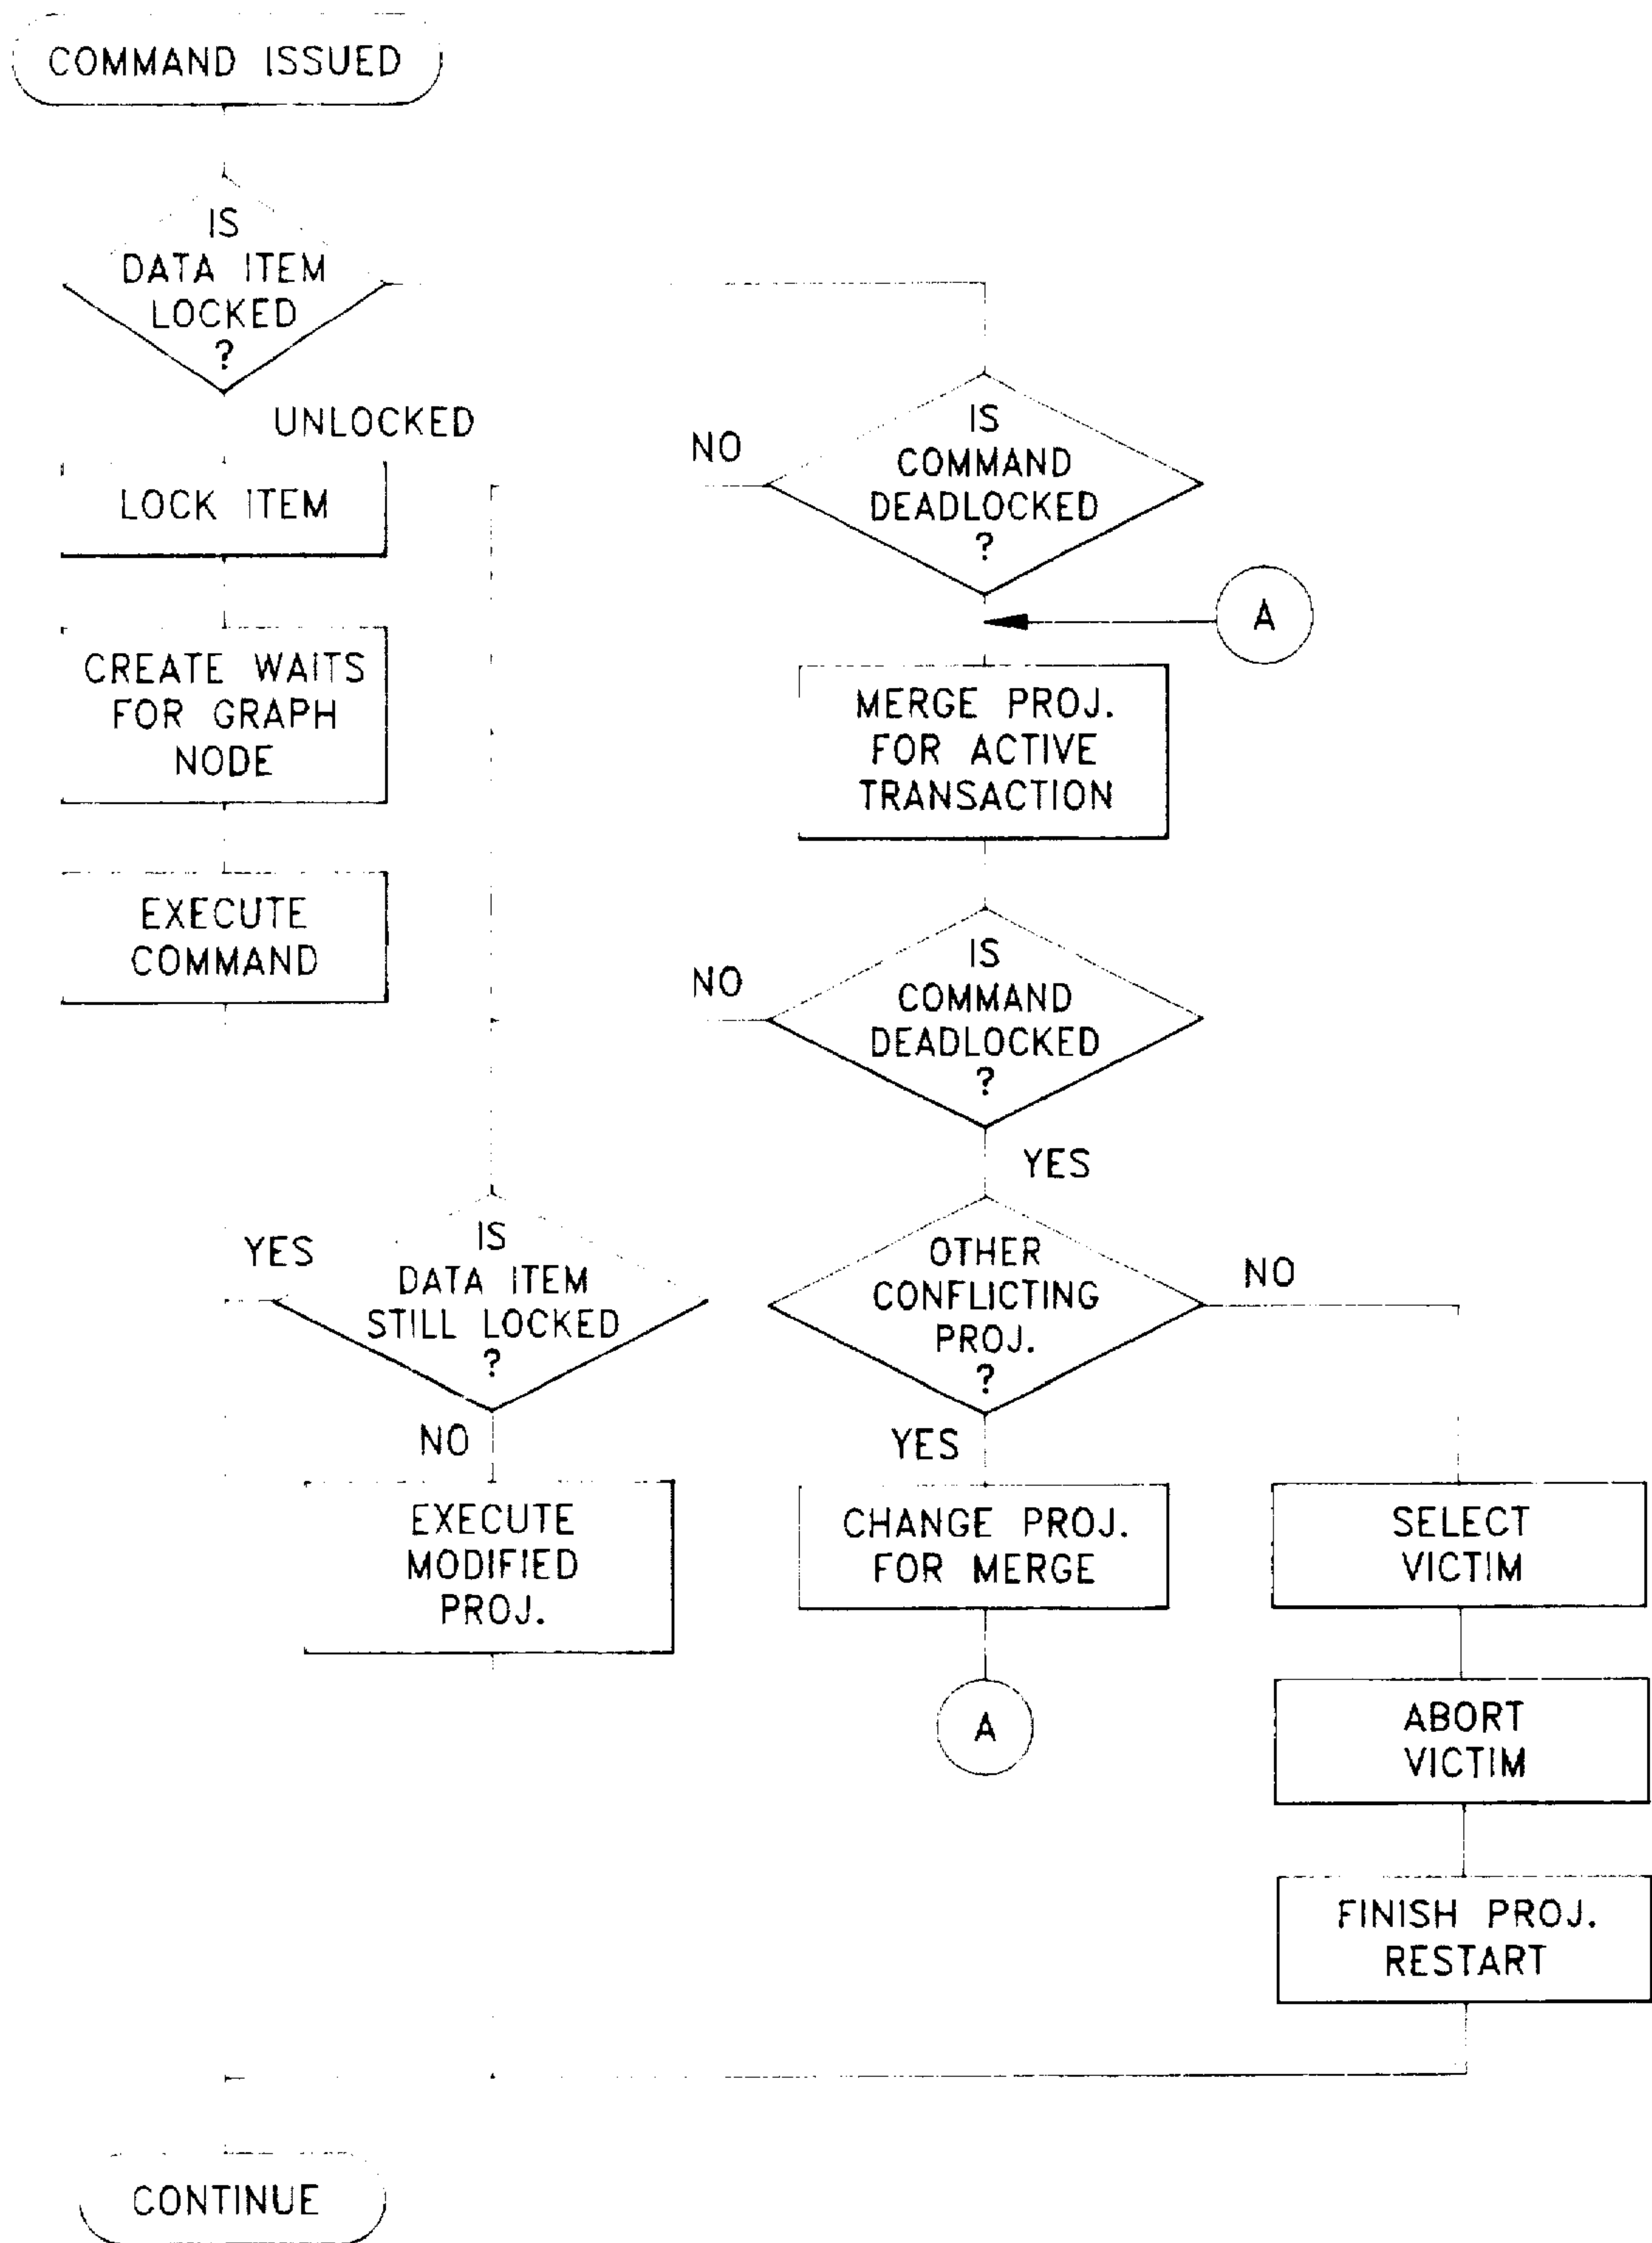 COMMAND ISSUED
IS
DATA ITEM
LOCKED
?
UNLOCKED
LOCK ITEM
CREATE WAITS
FOR GRAPH
NODE
EXECUTE
COMMAND
NO
IS
COMMAND
DEADLOCKED
?
A
MERGE PROJ.
FOR ACTIVE
TRANSACTION
NO
IS
COMMAND
DEADLOCKED
?
YES
YES
IS
DATA ITEM
STILL LOCKED
?
NO
EXECUTE
MODIFIED
PROJ.
OTHER
CONFLICTING
PROJ.
?
NO
YES
CHANGE PROJ.
FOR MERGE
A
SELECT
VICTIM
ABORT
VICTIM
FINISH PROJ.
RESTART
CONTINUE